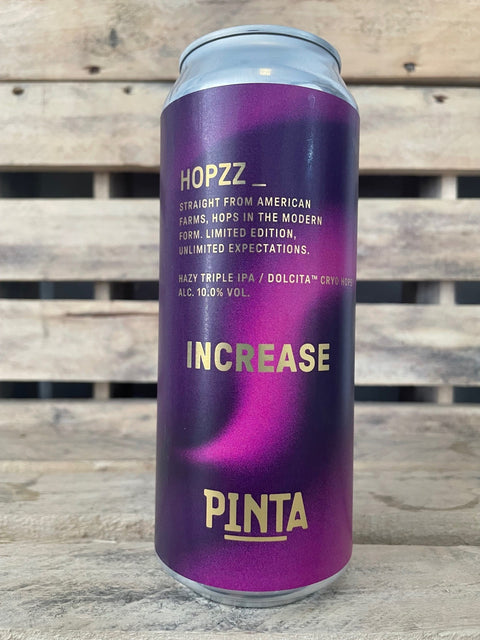 HOPZZ _
STRAIGHT FROM AMERICAN
FARMS, HOPS IN THE MODERN
FORM. LIMITED EDITION,
UNLIMITED EXPECTATIONS.
HAZY TRIPLE IPA / DOLCITA™ CRYO HOPS
ALC. 10.0% VOL.
INCREASE
PINTA